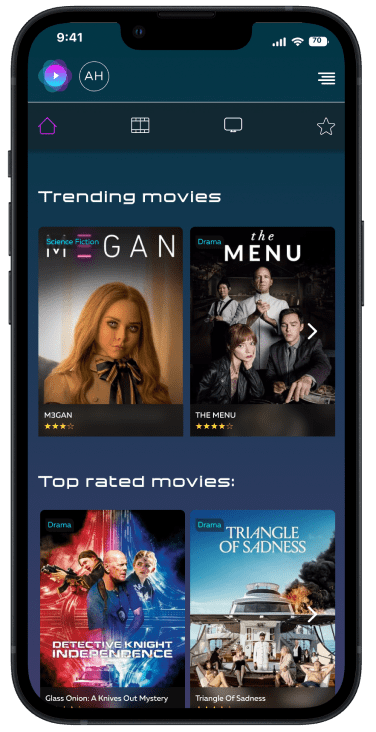 9:41
70
AH
Trending movies
Science Fiction
M3GAN
Drama
the
MENU
M3GAN
THE MENU
Top rated movies:
Drama
Drama
TRIANGLE
OF SADNESS
DETECTIVE KNIGHT
INDEPENDENCE
Glass Onion: A Knives Out Mystery
Triangle Of Sadness